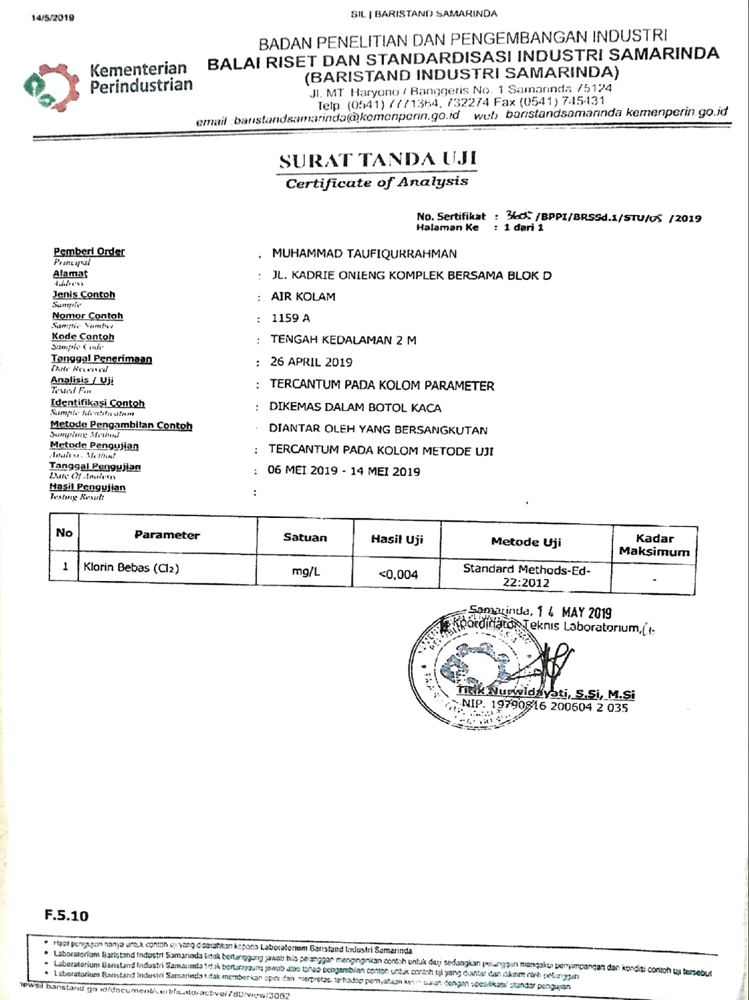 14/5/2019
SIL | BARISTAND SAMARINDA
Kementerian
Perindustrian
BADAN PENELITIAN DAN PENGEMBANGAN INDUSTRI
BALAI RISET DAN STANDARDISASI INDUSTRI SAMARINDA
(BARISTAND INDUSTRI SAMARINDA)
Jl. MT. Haryono / Banggeris No. 1 Samarinda 75124
Telp. (0541) 7771364, 732274 Fax (0541) 745431
email : baristandsamarinda@kemenperin.go.id web baristandsamarinda kemenperin go.id
SURAT TANDA UJI
Certificate of Analysis
No. Sertifikat : 3605 /BPPI/BRSSd.1/STU/05 /2019
Halaman Ke : 1 dari 1
Pemberi Order : MUHAMMAD TAUFIQURRAHMAN
Principal
Alamat : JL. KADRIE ONIENG KOMPLEK BERSAMA BLOK D
Address
Jenis Contoh : AIR KOLAM
Sample
Nomor Contoh : 1159 A
Sample Number
Kode Contoh : TENGAH KEDALAMAN 2 M
Sample Code
Tanggal Penerimaan : 26 APRIL 2019
Date Received
Analisis / Uji : TERCANTUM PADA KOLOM PARAMETER
Tested For
Identifikasi Contoh : DIKEMAS DALAM BOTOL KACA
Sample Identification
Metode Pengambilan Contoh : DIANTAR OLEH YANG BERSANGKUTAN
Sampling Method
Metode Pengujian : TERCANTUM PADA KOLOM METODE UJI
Analysis Method
Tanggal Pengujian : 06 MEI 2019 - 14 MEI 2019
Date Of Analysis
Hasil Pengujian :
Testing Result
No Parameter Satuan Hasil Uji Metode Uji Kadar Maksimum
1 Klorin Bebas (Cl₂) mg/L <0,004 Standard Methods-Ed-22:2012 -
Samarinda, 14 MAY 2019
Koordinator Teknis Laboratorium,
Titik Nurwidayati, S.Si, M.Si
NIP. 19790816 200604 2 035
F.5.10
• Hasil pengujian hanya untuk contoh uji yang diserahkan kepada Laboratorium Baristand Industri Samarinda
• Laboratorium Baristand Industri Samarinda tidak bertanggung jawab bila pelanggan menginginkan contoh untuk diuji sedangkan pelanggan mengakui penyimpangan dan kondisi contoh uji tersebut
• Laboratorium Baristand Industri Samarinda tidak bertanggung jawab atas tahap pengambilan contoh untuk contoh uji yang diantar dan dikirim oleh pelanggan
• Laboratorium Baristand Industri Samarinda tidak memberikan opini dan interpretasi terhadap pernyataan kesesuaian dengan spesifikasi/ standar pengujian
newsil baristand go id/document/certificate/active/780/view/3062